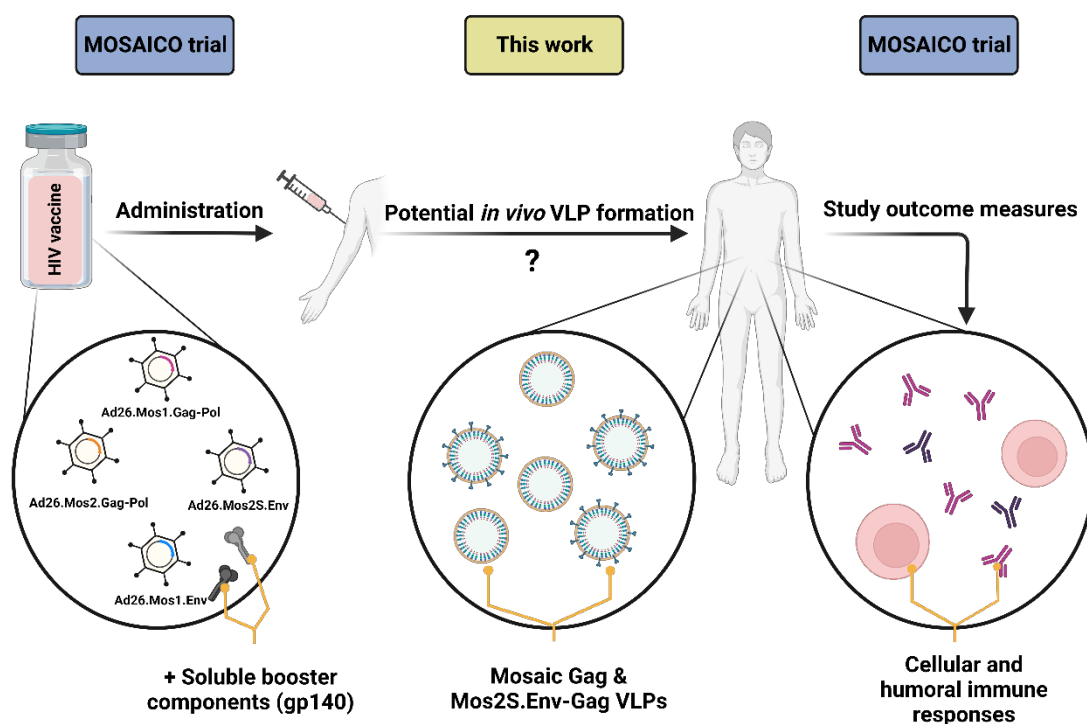 MOSAICO trial
This work
MOSAICO trial
HIV vaccine
Administration
Potential in vivo VLP formation
?
Study outcome measures
Ad26.Mos1.Gag-Pol
Ad26.Mos2.Gag-Pol
Ad26.Mos2S.Env
Ad26.Mos1.Env
+ Soluble booster
components (gp140)
Mosaic Gag &
Mos2S.Env-Gag VLPs
Cellular and
humoral immune
responses